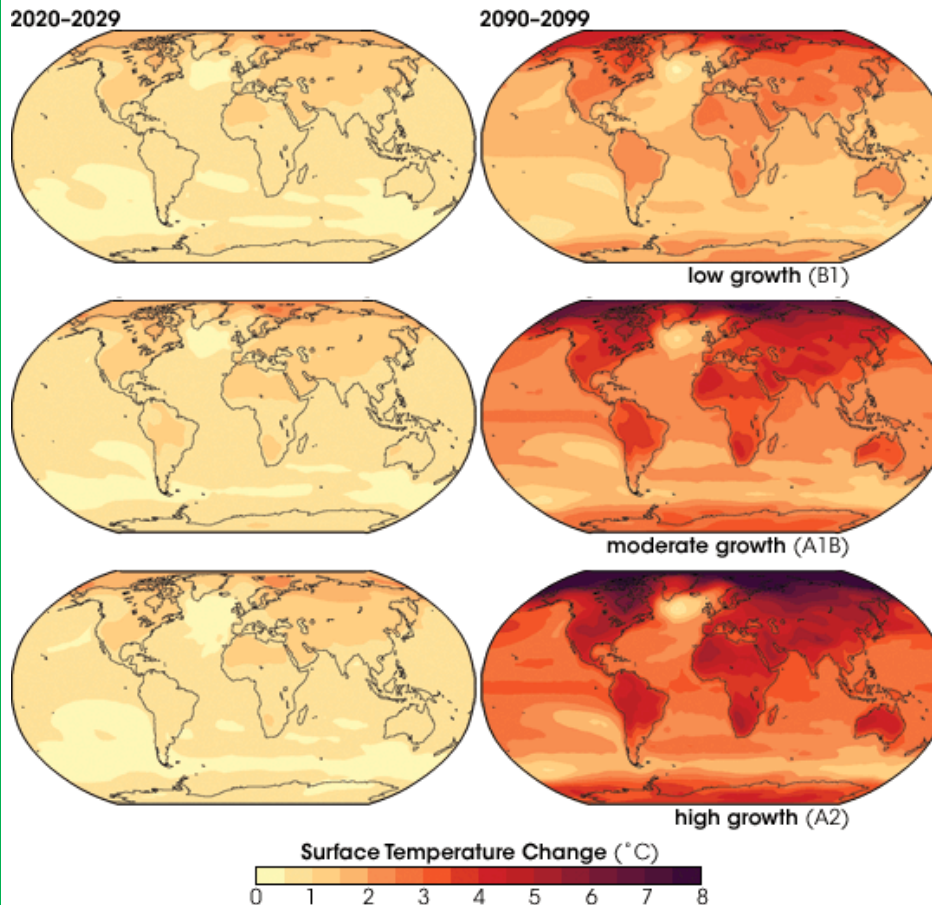 2020–2029
2090–2099
low growth (B1)
moderate growth (A1B)
high growth (A2)
Surface Temperature Change (°C)
0 1 2 3 4 5 6 7 8